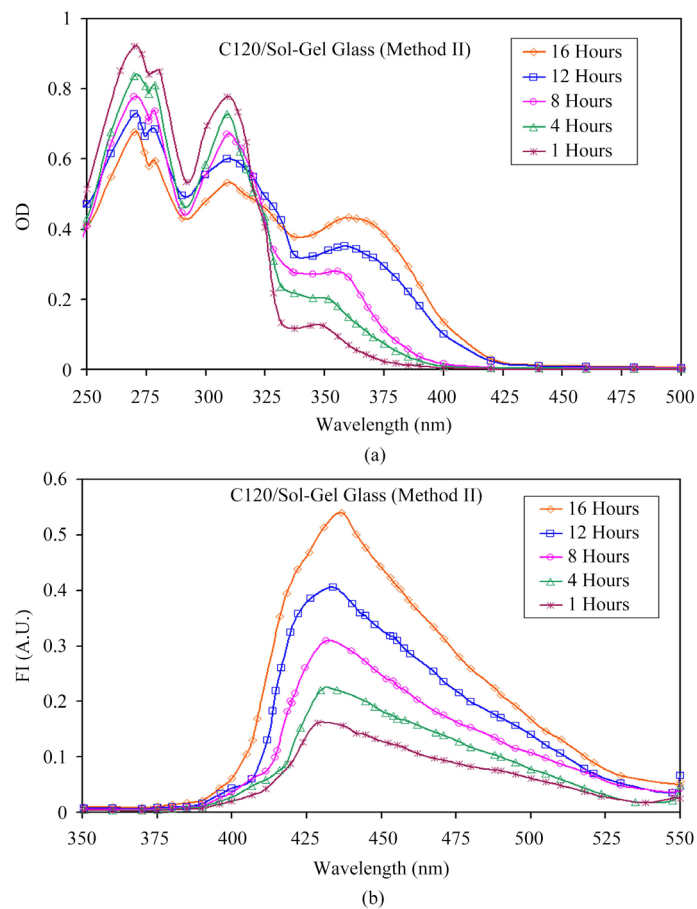 C120/Sol-Gel Glass (Method II)
16 Hours
12 Hours
8 Hours
4 Hours
1 Hours
1
0.8
0.6
0.4
0.2
0
OD
250 275 300 325 350 375 400 425 450 475 500
Wavelength (nm)
(a)
C120/Sol-Gel Glass (Method II)
16 Hours
12 Hours
8 Hours
4 Hours
1 Hours
0.6
0.5
0.4
0.3
0.2
0.1
0
FI (A.U.)
350 375 400 425 450 475 500 525 550
Wavelength (nm)
(b)